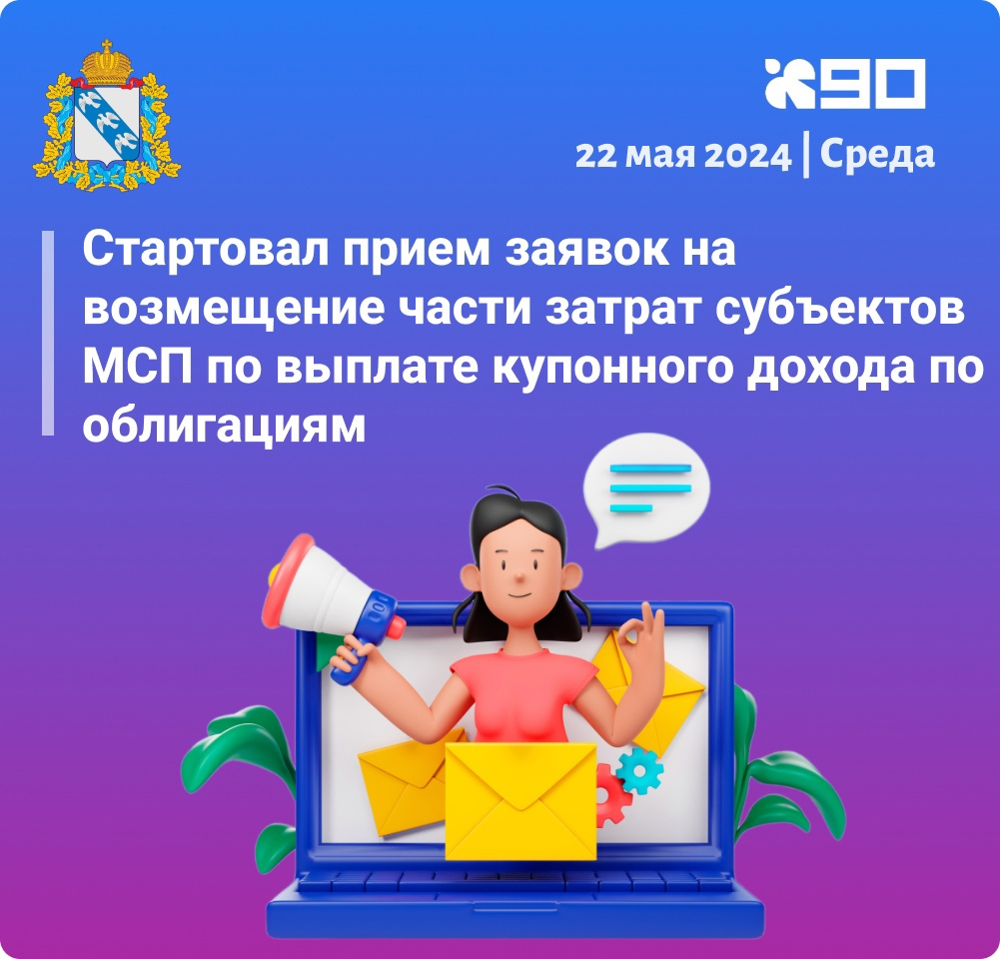 90
22 мая 2024 | Среда
Стартовал прием заявок на
возмещение части затрат субъектов
МСП по выплате купонного дохода по
облигациям